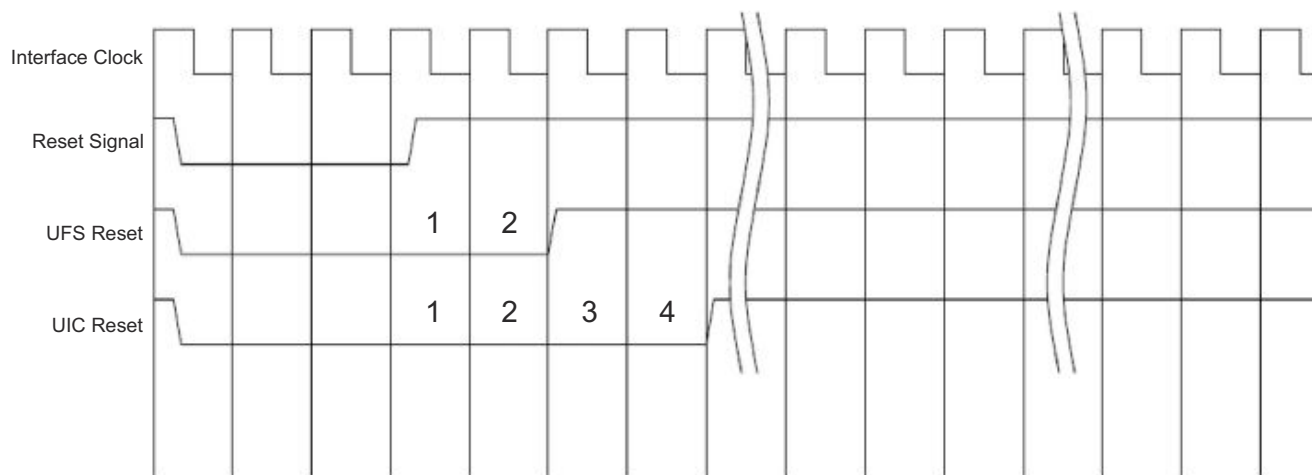 Interface Clock
Reset Signal
UFS Reset
1 2
UIC Reset
1 2 3 4